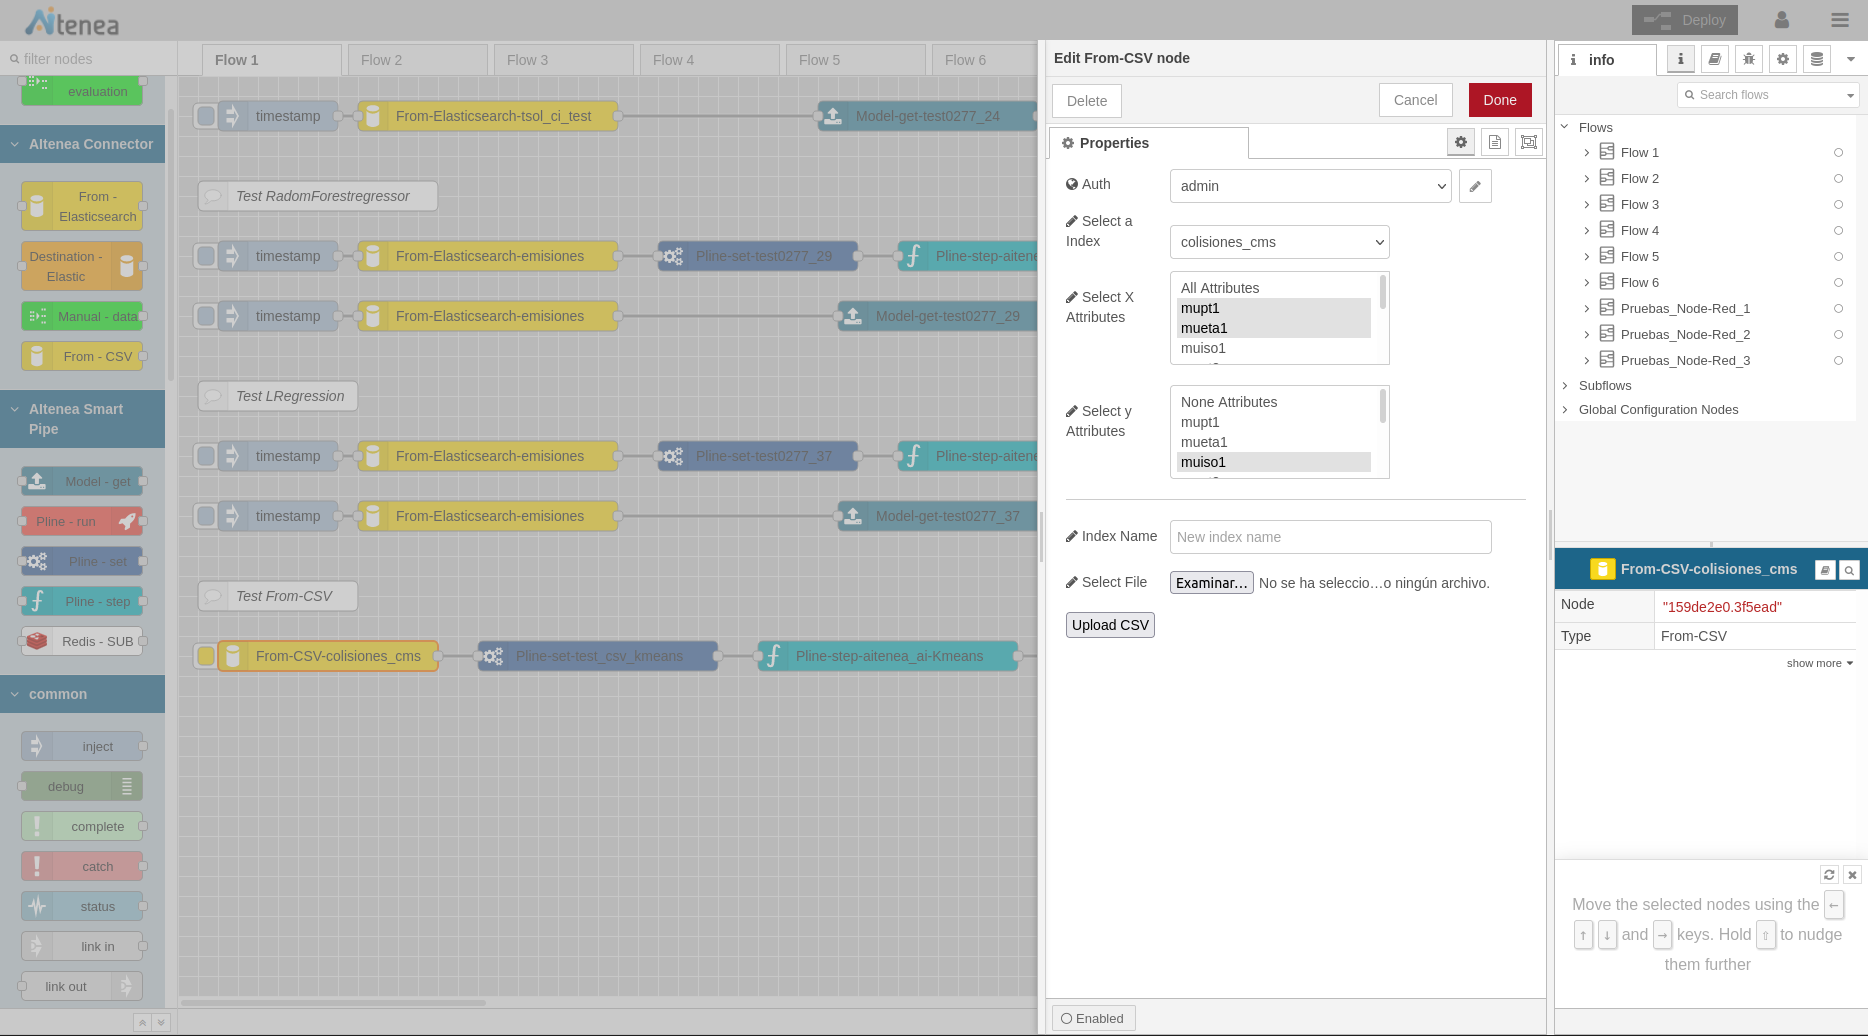 Aitenea
Deploy
filter nodes
Flow 1
Flow 2
Flow 3
Flow 4
Flow 5
Flow 6
evaluation
AItenea Connector
From -
Elasticsearch
Destination -
Elastic
Manual - data
From - CSV
AItenea Smart
Pipe
Model - get
Pline - run
Pline - set
Pline - step
Redis - SUB
common
inject
debug
complete
catch
status
link in
link out
timestamp
From-Elasticsearch-tsol_ci_test
Model-get-test0277_24
Test RadomForestregressor
timestamp
From-Elasticsearch-emisiones
Pline-set-test0277_29
Pline-step-aitene
timestamp
From-Elasticsearch-emisiones
Model-get-test0277_29
Test LRegression
timestamp
From-Elasticsearch-emisiones
Pline-set-test0277_37
Pline-step-aitene
timestamp
From-Elasticsearch-emisiones
Model-get-test0277_37
Test From-CSV
From-CSV-colisiones_cms
Pline-set-test_csv_kmeans
Pline-step-aitenea_ai-Kmeans
Edit From-CSV node
Delete
Cancel
Done
Properties
Auth
admin
Select a
Index
colisiones_cms
Select X
Attributes
All Attributes
mupt1
mueta1
muiso1
Select y
Attributes
None Attributes
mupt1
mueta1
muiso1
Index Name
New index name
Select File
Examinar...
No se ha seleccio…o ningún archivo.
Upload CSV
Enabled
info
Search flows
Flows
Flow 1
Flow 2
Flow 3
Flow 4
Flow 5
Flow 6
Pruebas_Node-Red_1
Pruebas_Node-Red_2
Pruebas_Node-Red_3
Subflows
Global Configuration Nodes
From-CSV-colisiones_cms
Node
"159de2e0.3f5ead"
Type
From-CSV
show more
Move the selected nodes using the ←
↑ ↓ and → keys. Hold ⇧ to nudge
them further